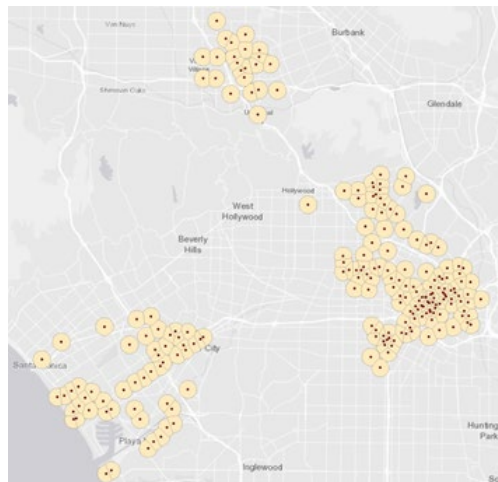 Van Nuys
Burbank
Sherman Oaks
Glendale
Hollywood
West
Hollywood
Beverly
Hills
City
Playa
Inglewood
Hunting
Park